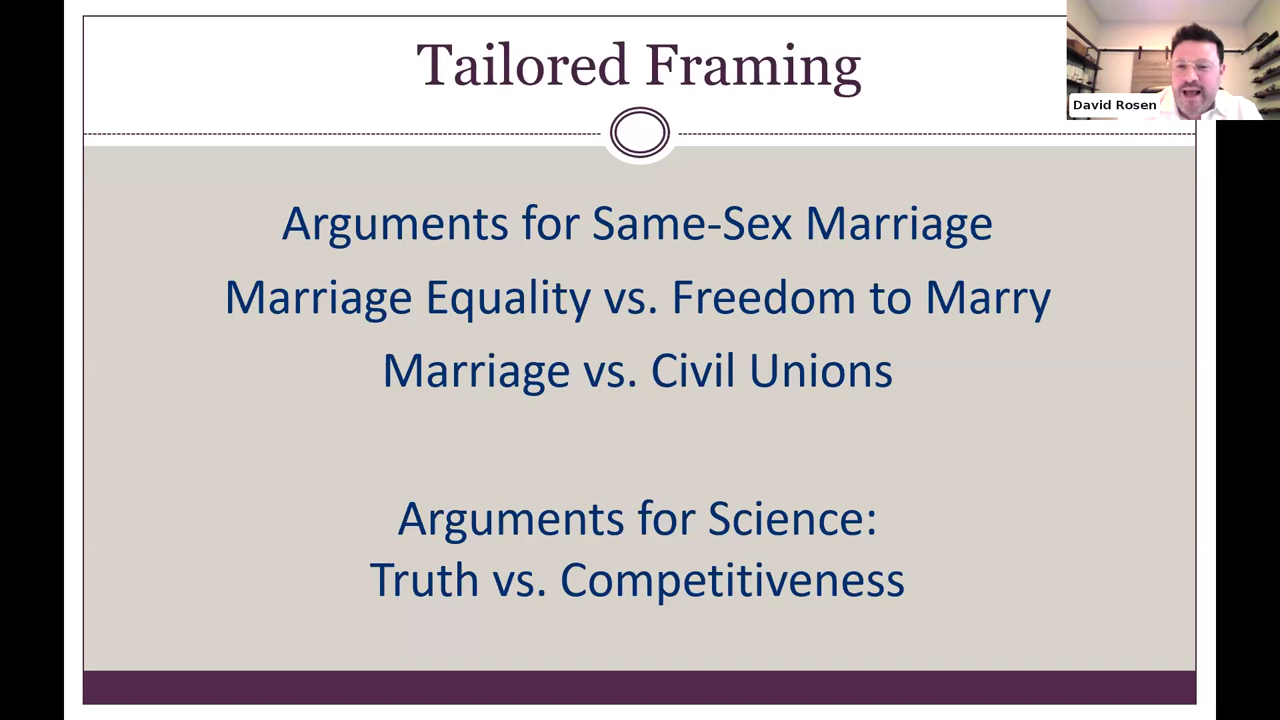 Tailored Framing
David Rosen
Arguments for Same-Sex Marriage
Marriage Equality vs. Freedom to Marry
Marriage vs. Civil Unions
Arguments for Science:
Truth vs. Competitiveness